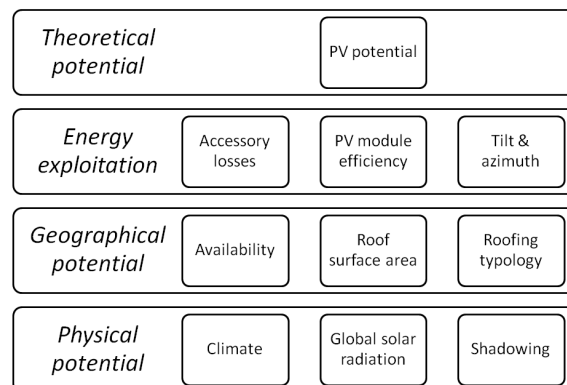 Theoretical
potential
PV potential
Energy
exploitation
Accessory
losses
PV module
efficiency
Tilt &
azimuth
Geographical
potential
Availability
Roof
surface area
Roofing
typology
Physical
potential
Climate
Global solar
radiation
Shadowing